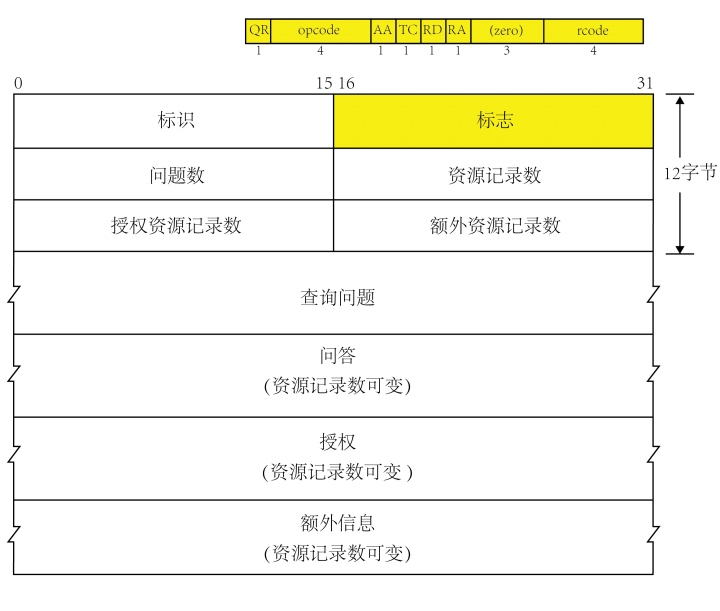 QR opcode AA TC RD RA (zero) rcode
1 4 1 1 1 1 3 4
0 15 16 31
标识 标志
12字节
问题数 资源记录数
授权资源记录数 额外资源记录数
查询问题
问答
(资源记录数可变)
授权
(资源记录数可变 )
额外信息
(资源记录数可变)